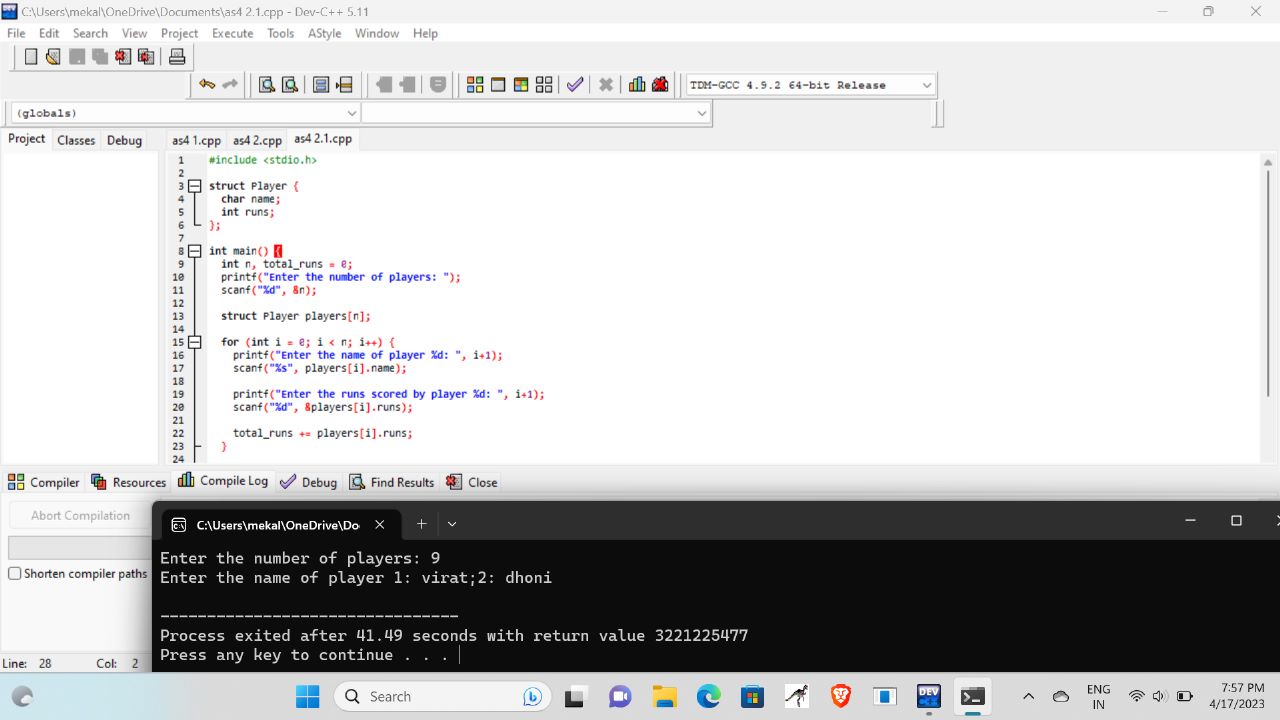 C:\Users\mekal\OneDrive\Documents\as4 2.1.cpp - Dev-C++ 5.11
File Edit Search View Project Execute Tools AStyle Window Help
TDM-GCC 4.9.2 64-bit Release
(globals)
Project Classes Debug as4 1.cpp as4 2.cpp as4 2.1.cpp
1 #include <stdio.h>
2
3 struct Player {
4 char name;
5 int runs;
6 };
7
8 int main() {
9 int n, total_runs = 0;
10 printf("Enter the number of players: ");
11 scanf("%d", &n);
12
13 struct Player players[n];
14
15 for (int i = 0; i < n; i++) {
16 printf("Enter the name of player %d: ", i+1);
17 scanf("%s", players[i].name);
18
19 printf("Enter the runs scored by player %d: ", i+1);
20 scanf("%d", &players[i].runs);
21
22 total_runs += players[i].runs;
23 }
24
Compiler Resources Compile Log Debug Find Results Close
Abort Compilation
Shorten compiler paths
C:\Users\mekal\OneDrive\Do
Enter the number of players: 9
Enter the name of player 1: virat;2: dhoni
--------------------------------
Process exited after 41.49 seconds with return value 3221225477
Press any key to continue . . .
Line: 28 Col: 2
Search
DEV
ENG
IN
7:57 PM
4/17/2023